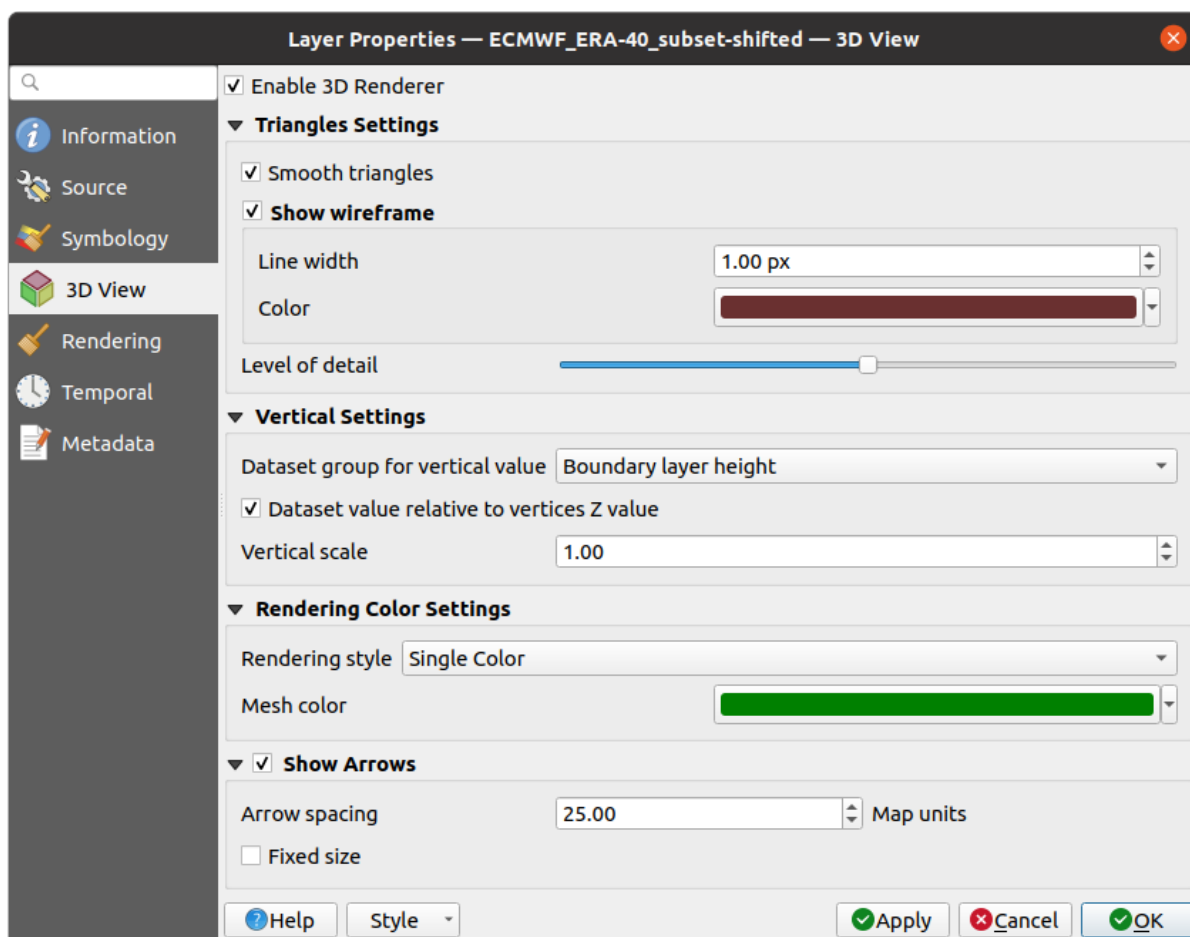 Layer Properties — ECMWF_ERA-40_subset-shifted — 3D View
Information
Source
Symbology
3D View
Rendering
Temporal
Metadata
Enable 3D Renderer
Triangles Settings
Smooth triangles
Show wireframe
Line width 1.00 px
Color
Level of detail
Vertical Settings
Dataset group for vertical value Boundary layer height
Dataset value relative to vertices Z value
Vertical scale 1.00
Rendering Color Settings
Rendering style Single Color
Mesh color
Show Arrows
Arrow spacing 25.00 Map units
Fixed size
Help Style Apply Cancel OK